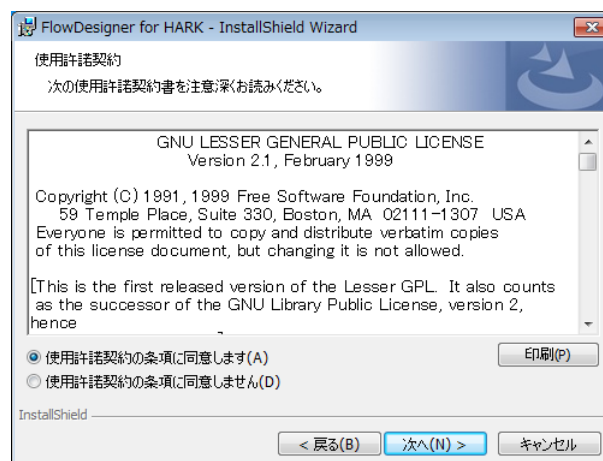 FlowDesigner for HARK - InstallShield Wizard
使用許諾契約
次の使用許諾契約書を注意深くお読みください。
GNU LESSER GENERAL PUBLIC LICENSE
Version 2.1, February 1999
Copyright (C) 1991, 1999 Free Software Foundation, Inc.
59 Temple Place, Suite 330, Boston, MA 02111-1307 USA
Everyone is permitted to copy and distribute verbatim copies
of this license document, but changing it is not allowed.
[This is the first released version of the Lesser GPL. It also counts
as the successor of the GNU Library Public License, version 2,
hence
使用許諾契約の条項に同意します(A)
印刷(P)
使用許諾契約の条項に同意しません(D)
InstallShield
< 戻る(B)
次へ(N) >
キャンセル